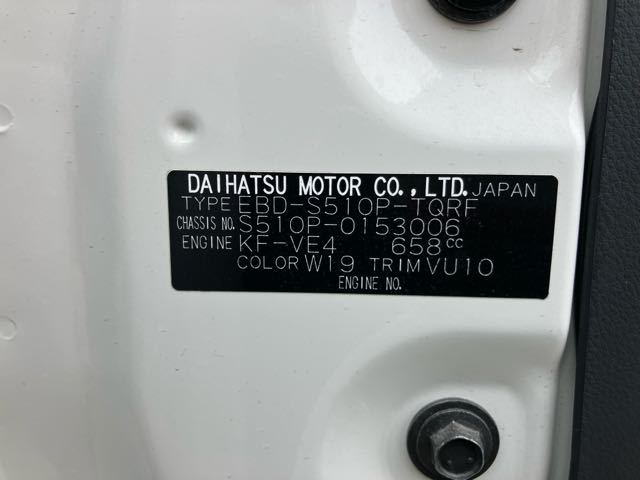 DAIHATSU MOTOR CO., LTD. JAPAN
TYPE EBD-S510P-TQRF
CHASSIS NO. S510P-0153006
ENGINE KF-VE4 658CC
COLOR W19 TRIM VU10
ENGINE NO.